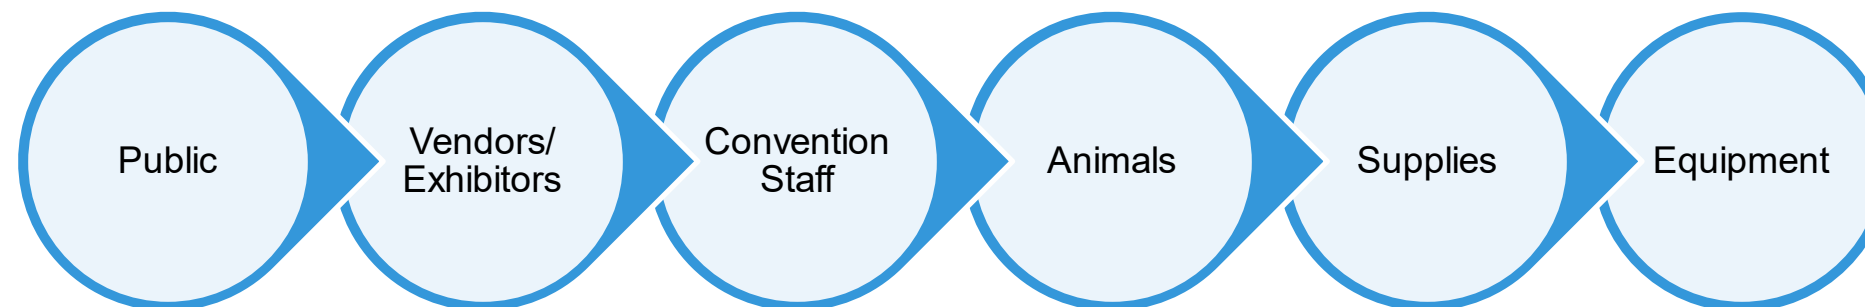 Public
Vendors/
Exhibitors
Convention
Staff
Animals
Supplies
Equipment